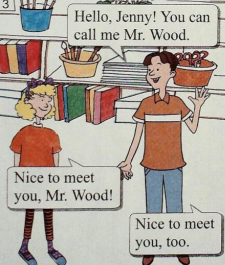 3
Hello, Jenny! You can
call me Mr. Wood.
Nice to meet
you, Mr. Wood!
Nice to meet
you, too.